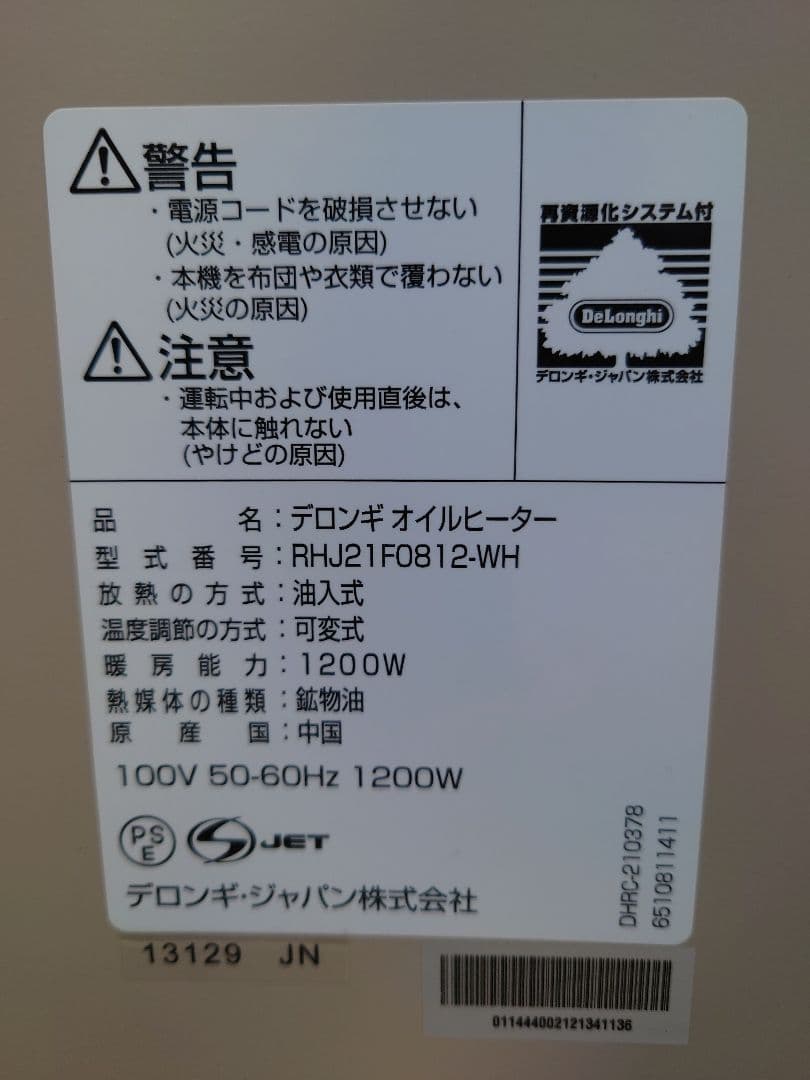 警告
・電源コードを破損させない
(火災・感電の原因)
・本機を布団や衣類で覆わない
(火災の原因)
注意
・運転中および使用直後は、
本体に触れない
(やけどの原因)
再資源化システム付
DeLonghi
デロンギ・ジャパン株式会社
品名：デロンギ オイルヒーター
型式番号：RHJ21F0812-WH
放熱の方式：油入式
温度調節の方式：可変式
暖房能力：1200W
熱媒体の種類：鉱物油
原産国：中国
100V 50-60Hz 1200W
PSE JET
デロンギ・ジャパン株式会社
DHRC-210378
6510811411
13129 JN
011444002121341136